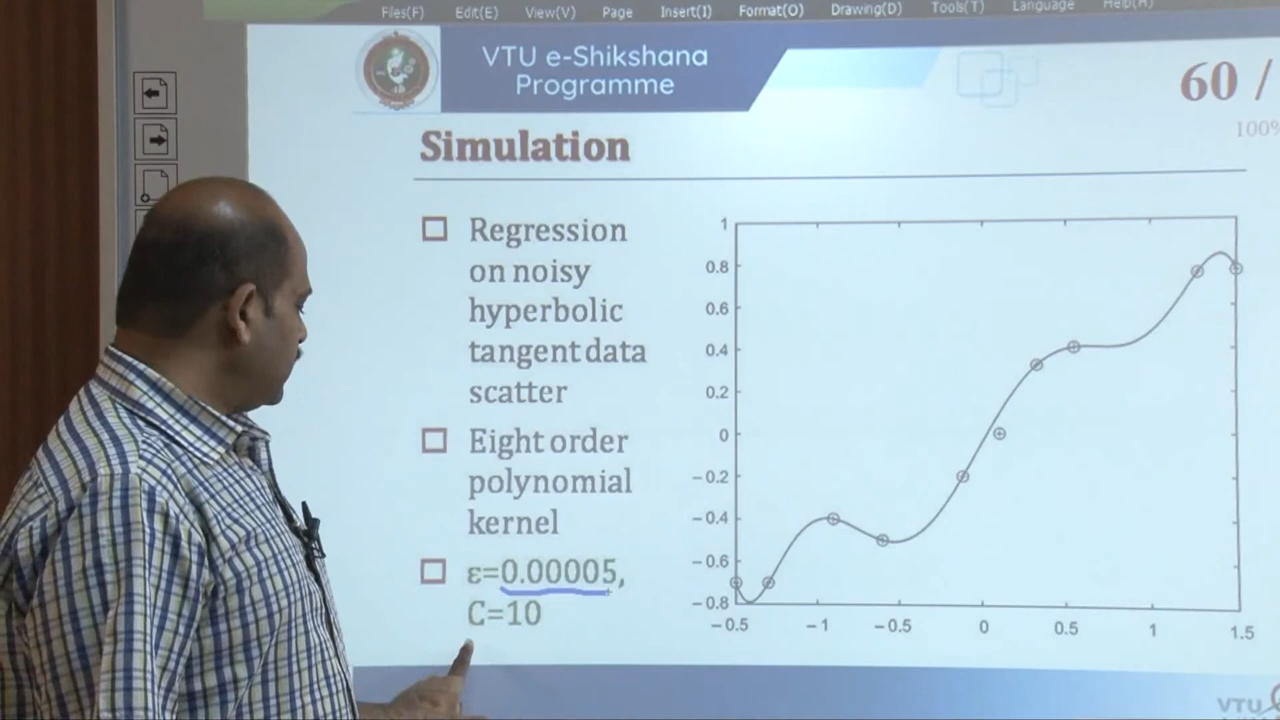 Files(F) Edit(E) View(V) Page Insert(I) Format(O) Drawing(D) Tools(T) Language Help(H)
VTU e-Shikshana
Programme
60 /
100%
Simulation
Regression
on noisy
hyperbolic
tangent data
scatter
Eight order
polynomial
kernel
ε=0.00005,
C=10
1
0.8
0.6
0.4
0.2
0
−0.2
−0.4
−0.6
−0.8
−0.5 −1 −0.5 0 0.5 1 1.5
VTU